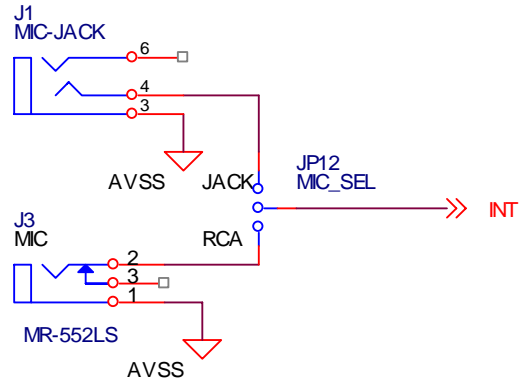 J1
MIC-JACK
6
4
3
AVSS
JACK
JP12
MIC_SEL
INT
RCA
J3
MIC
2
3
1
MR-552LS
AVSS